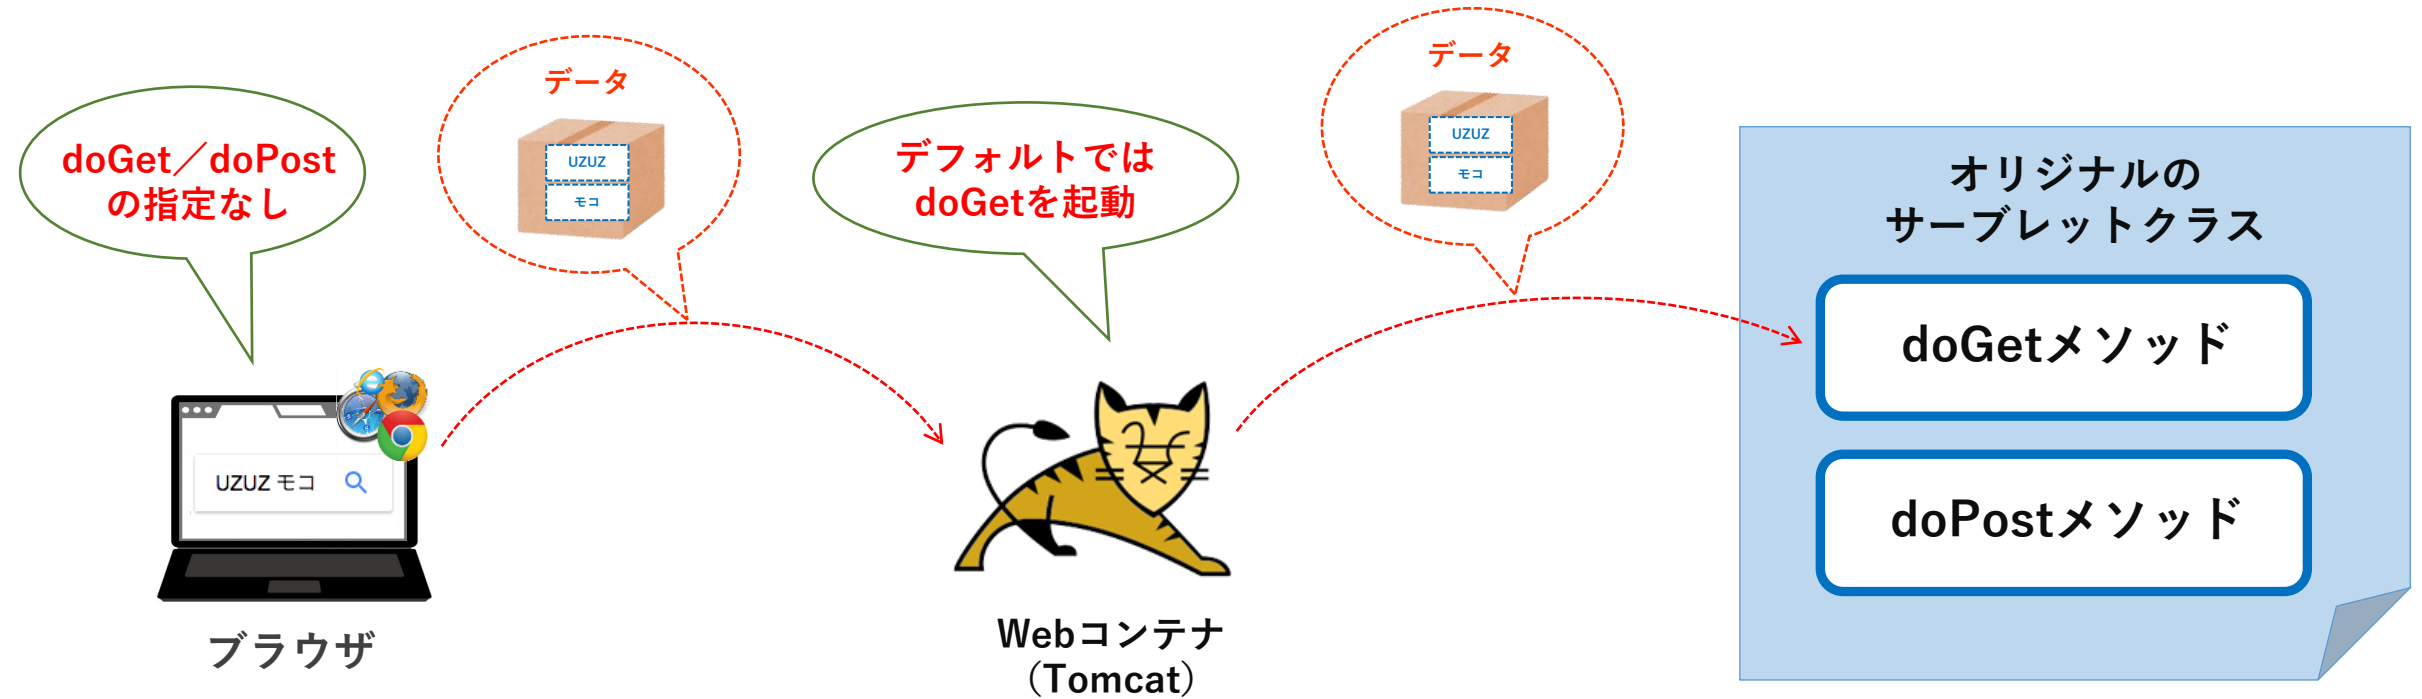 doGet／doPost
の指定なし
データ
UZUZ
モコ
デフォルトでは
doGetを起動
データ
UZUZ
モコ
オリジナルの
サーブレットクラス
doGetメソッド
doPostメソッド
UZUZ モコ
ブラウザ
Webコンテナ
（Tomcat）